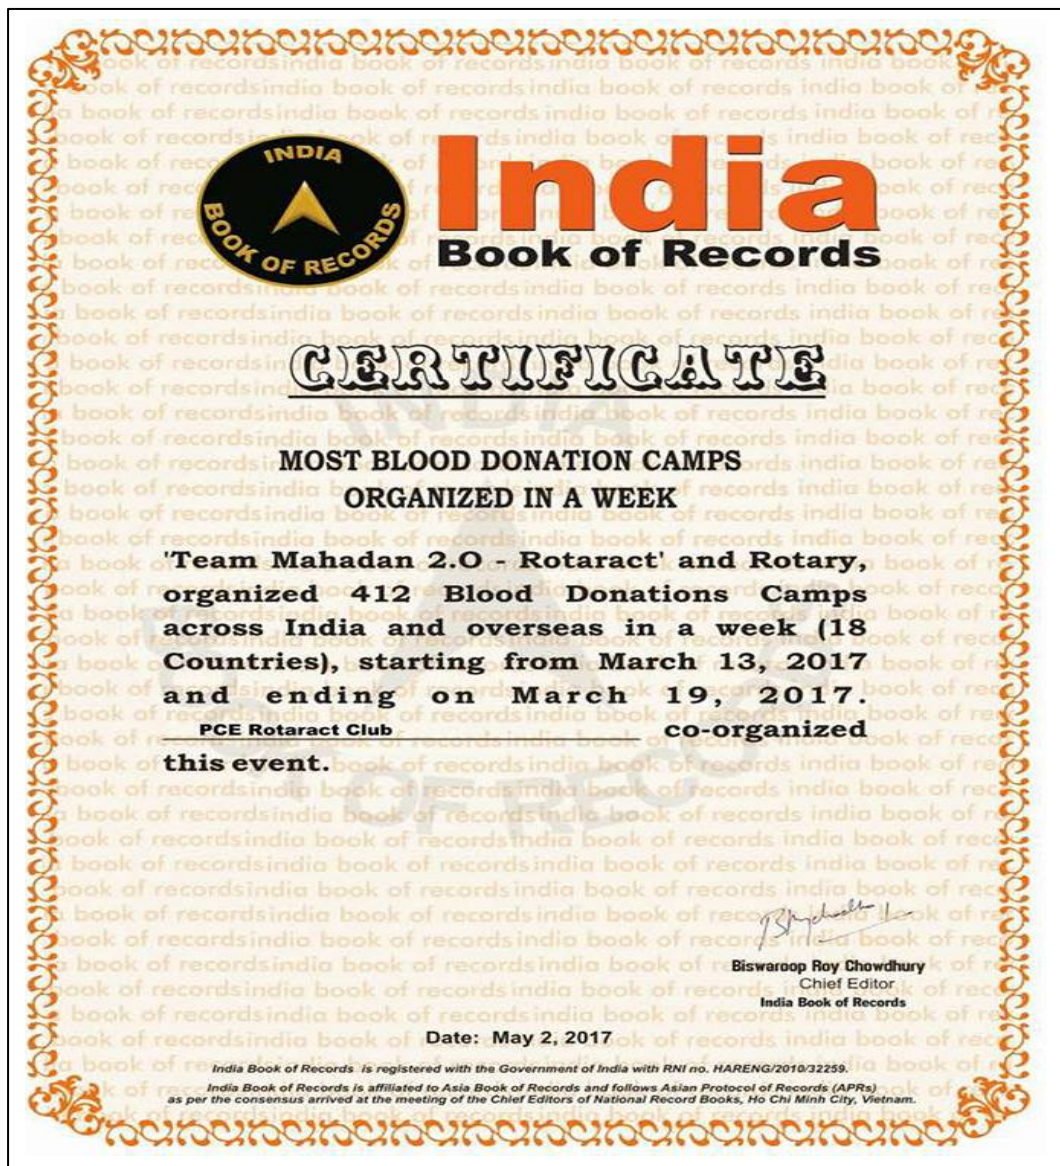 INDIA
BOOK OF RECORDS
India
Book of Records
CERTIFICATE
MOST BLOOD DONATION CAMPS
ORGANIZED IN A WEEK
'Team Mahadan 2.O - Rotaract' and Rotary,
organized 412 Blood Donations Camps
across India and overseas in a week (18
Countries), starting from March 13, 2017
and ending on March 19, 2017.
PCE Rotaract Club co-organized
this event.
Biswaroop Roy Chowdhury
Chief Editor
India Book of Records
Date: May 2, 2017
India Book of Records is registered with the Government of India with RNI no. HARENG/2010/32259.
India Book of Records is affiliated to Asia Book of Records and follows Asian Protocol of Records (APRs)
as per the consensus arrived at the meeting of the Chief Editors of National Record Books, Ho Chi Minh City, Vietnam.